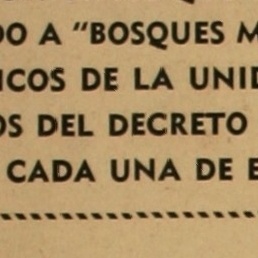 DO A "BOSQUES M
ICOS DE LA UNID
OS DEL DECRETO
CADA UNA DE E